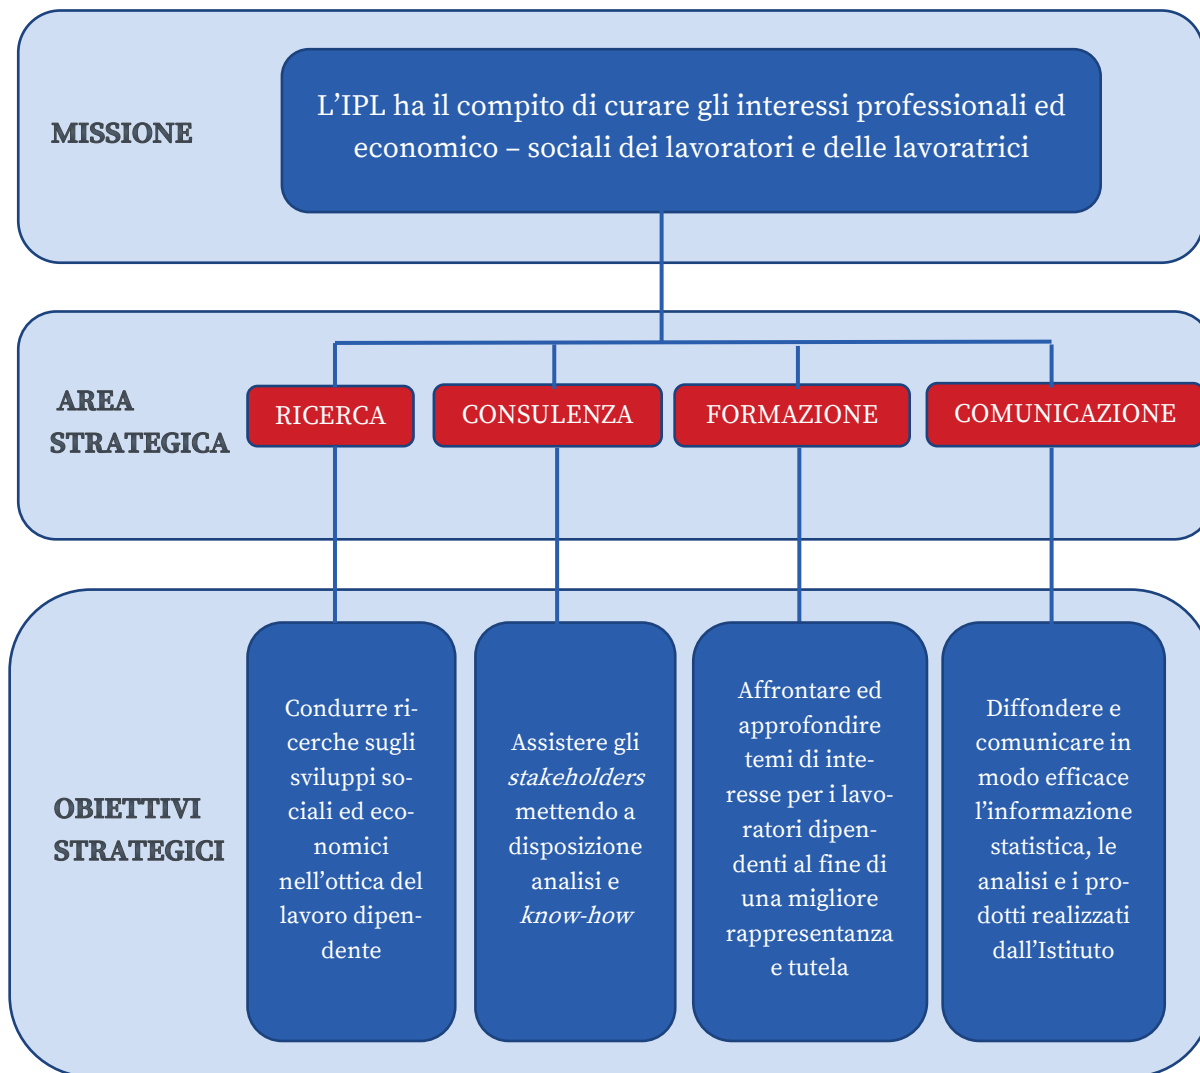 MISSIONE
L’IPL ha il compito di curare gli interessi professionali ed
economico – sociali dei lavoratori e delle lavoratrici
AREA
STRATEGICA
RICERCA
CONSULENZA
FORMAZIONE
COMUNICAZIONE
OBIETTIVI
STRATEGICI
Condurre ri-
cerche sugli
sviluppi so-
ciali ed eco-
nomici
nell’ottica del
lavoro dipen-
dente
Assistere gli
stakeholders
mettendo a
disposizione
analisi e
know-how
Affrontare ed
approfondire
temi di inte-
resse per i lavo-
ratori dipen-
denti al fine di
una migliore
rappresentanza
e tutela
Diffondere e
comunicare in
modo efficace
l’informazione
statistica, le
analisi e i pro-
dotti realizzati
dall’Istituto